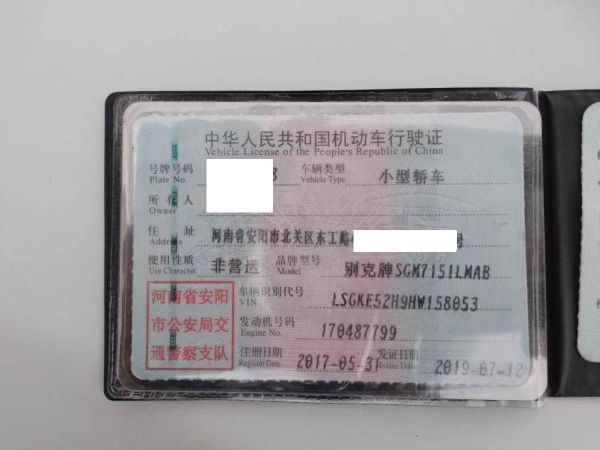 中华人民共和国机动车行驶证
Vehicle License of the People's Republic of China
号牌号码 车辆类型 小型轿车
Plate No. Vehicle Type
所有人
Owner
住址 河南省安阳市北关区东工路 号
Address
使用性质 非营运 品牌型号 别克牌SGM7151LMAB
Use Character Model
河南省安阳
市公安局交
通警察支队
车辆识别代号 LSGKE52H9HW158053
VIN
发动机号码 170487799
Engine No.
注册日期 2017-05-31 发证日期 2019-07-12
Register Date Issue Date